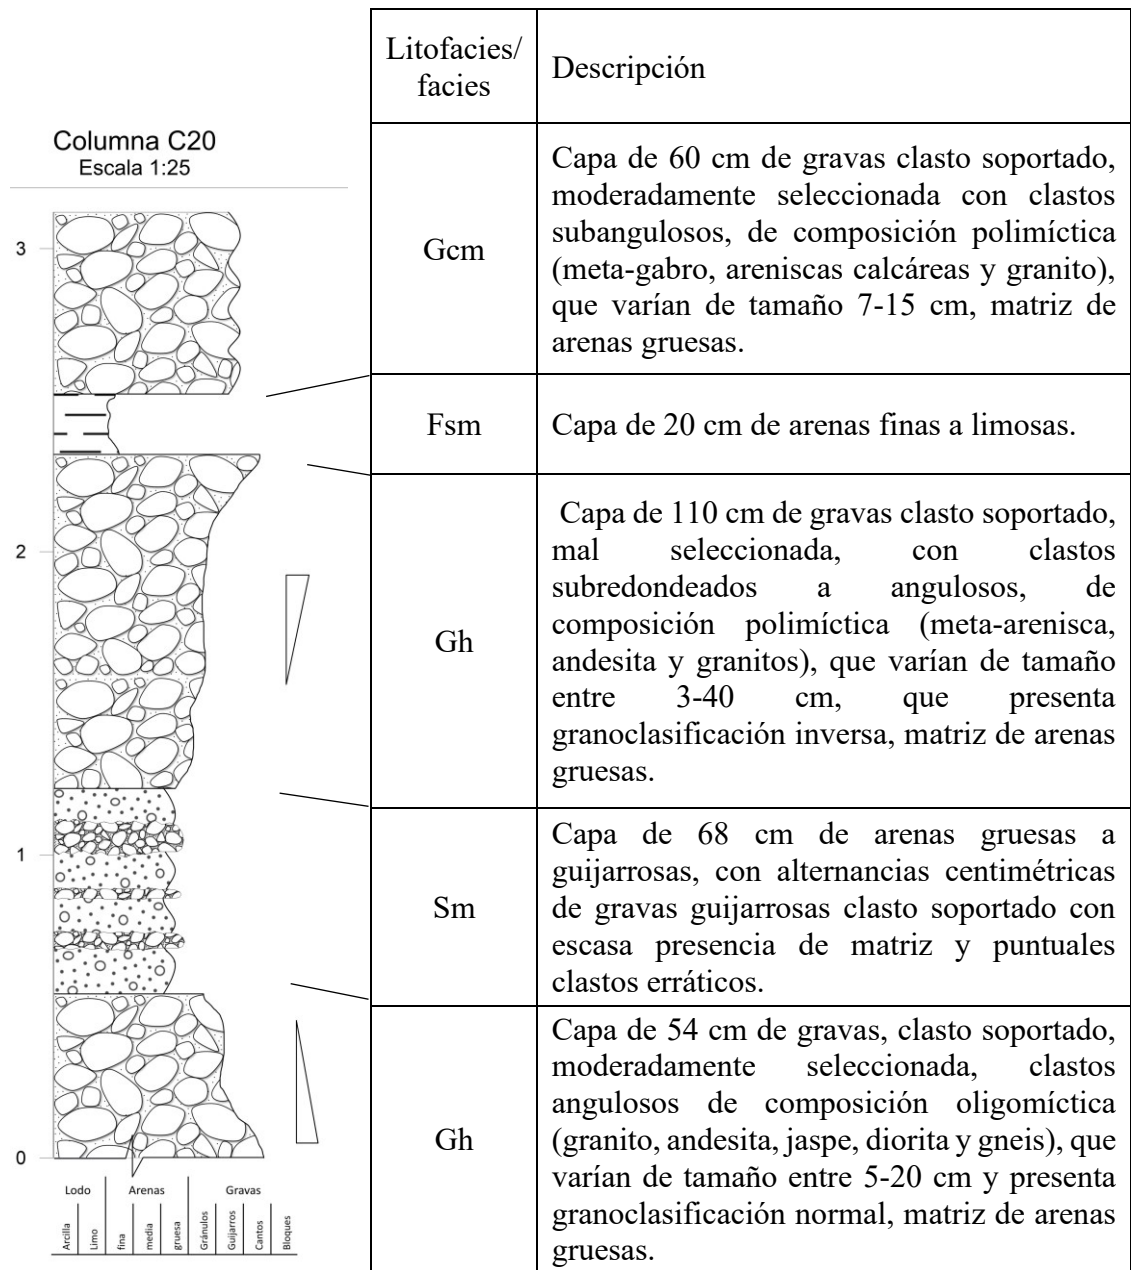 Columna C20
Escala 1:25
3
2
1
0
Lodo Arenas Gravas
Arcilla
Limo
fina
media
gruesa
Gránulos
Guijarros
Cantos
Bloques
Litofacies/
facies
Descripción
Gcm
Capa de 60 cm de gravas clasto soportado,
moderadamente seleccionada con clastos
subangulosos, de composición polimíctica
(meta-gabro, areniscas calcáreas y granito),
que varían de tamaño 7-15 cm, matriz de
arenas gruesas.
Fsm
Capa de 20 cm de arenas finas a limosas.
Gh
Capa de 110 cm de gravas clasto soportado,
mal seleccionada, con clastos
subredondeados a angulosos, de
composición polimíctica (meta-arenisca,
andesita y granitos), que varían de tamaño
entre 3-40 cm, que presenta
granoclasificación inversa, matriz de arenas
gruesas.
Sm
Capa de 68 cm de arenas gruesas a
guijarrosas, con alternancias centimétricas
de gravas guijarrosas clasto soportado con
escasa presencia de matriz y puntuales
clastos erráticos.
Gh
Capa de 54 cm de gravas, clasto soportado,
moderadamente seleccionada, clastos
angulosos de composición oligomíctica
(granito, andesita, jaspe, diorita y gneis), que
varían de tamaño entre 5-20 cm y presenta
granoclasificación normal, matriz de arenas
gruesas.